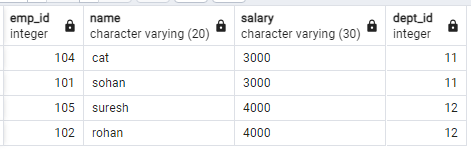 emp_id name salary dept_id
integer character varying (20) character varying (30) integer
104 cat 3000 11
101 sohan 3000 11
105 suresh 4000 12
102 rohan 4000 12